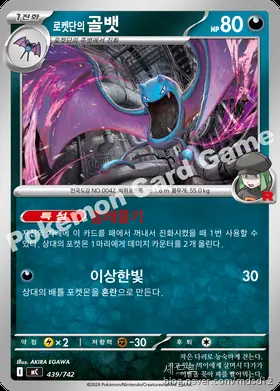 1진화
로켓단의 골뱃
HP 80
로켓단의 주뱃에서 진화
전국도감 NO.0042 박쥐포켓몬 키:1.6m 몸무게:55.0kg
특성
자신의 차례에 이 카드를 패에서 꺼내서 진화시켰을 때 1번 사용할 수
있다. 상대의 포켓몬 1마리에게 데미지 카운터를 2개 올린다.
이상한빛 30
상대의 배틀 포켓몬을 혼란으로 만든다.
약점 ×2 저항력 -30 후퇴
illus. AKIRA EGAWA
mC 439/742
©2026 Pokémon/Nintendo/Creatures/GAME FREAK
Pokémon Card Game